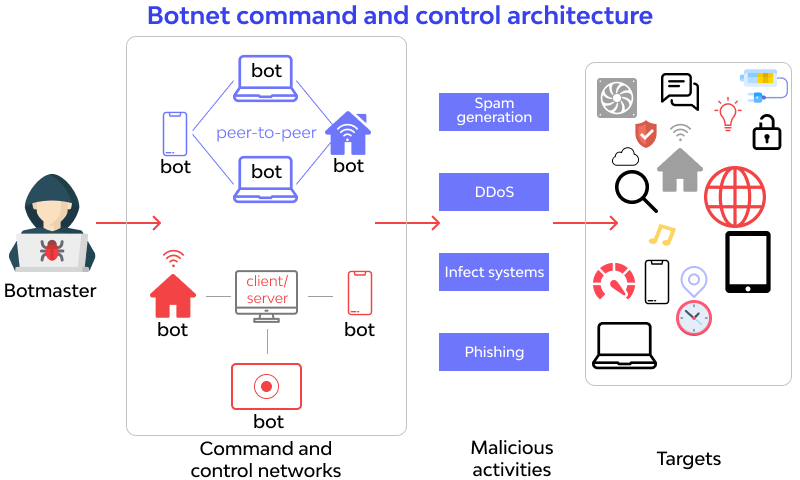 Botnet command and control architecture
bot
peer-to-peer
bot
bot
bot
Botmaster
client/
server
bot
bot
bot
Command and
control networks
Spam
generation
DDoS
Infect systems
Phishing
Malicious
activities
Targets